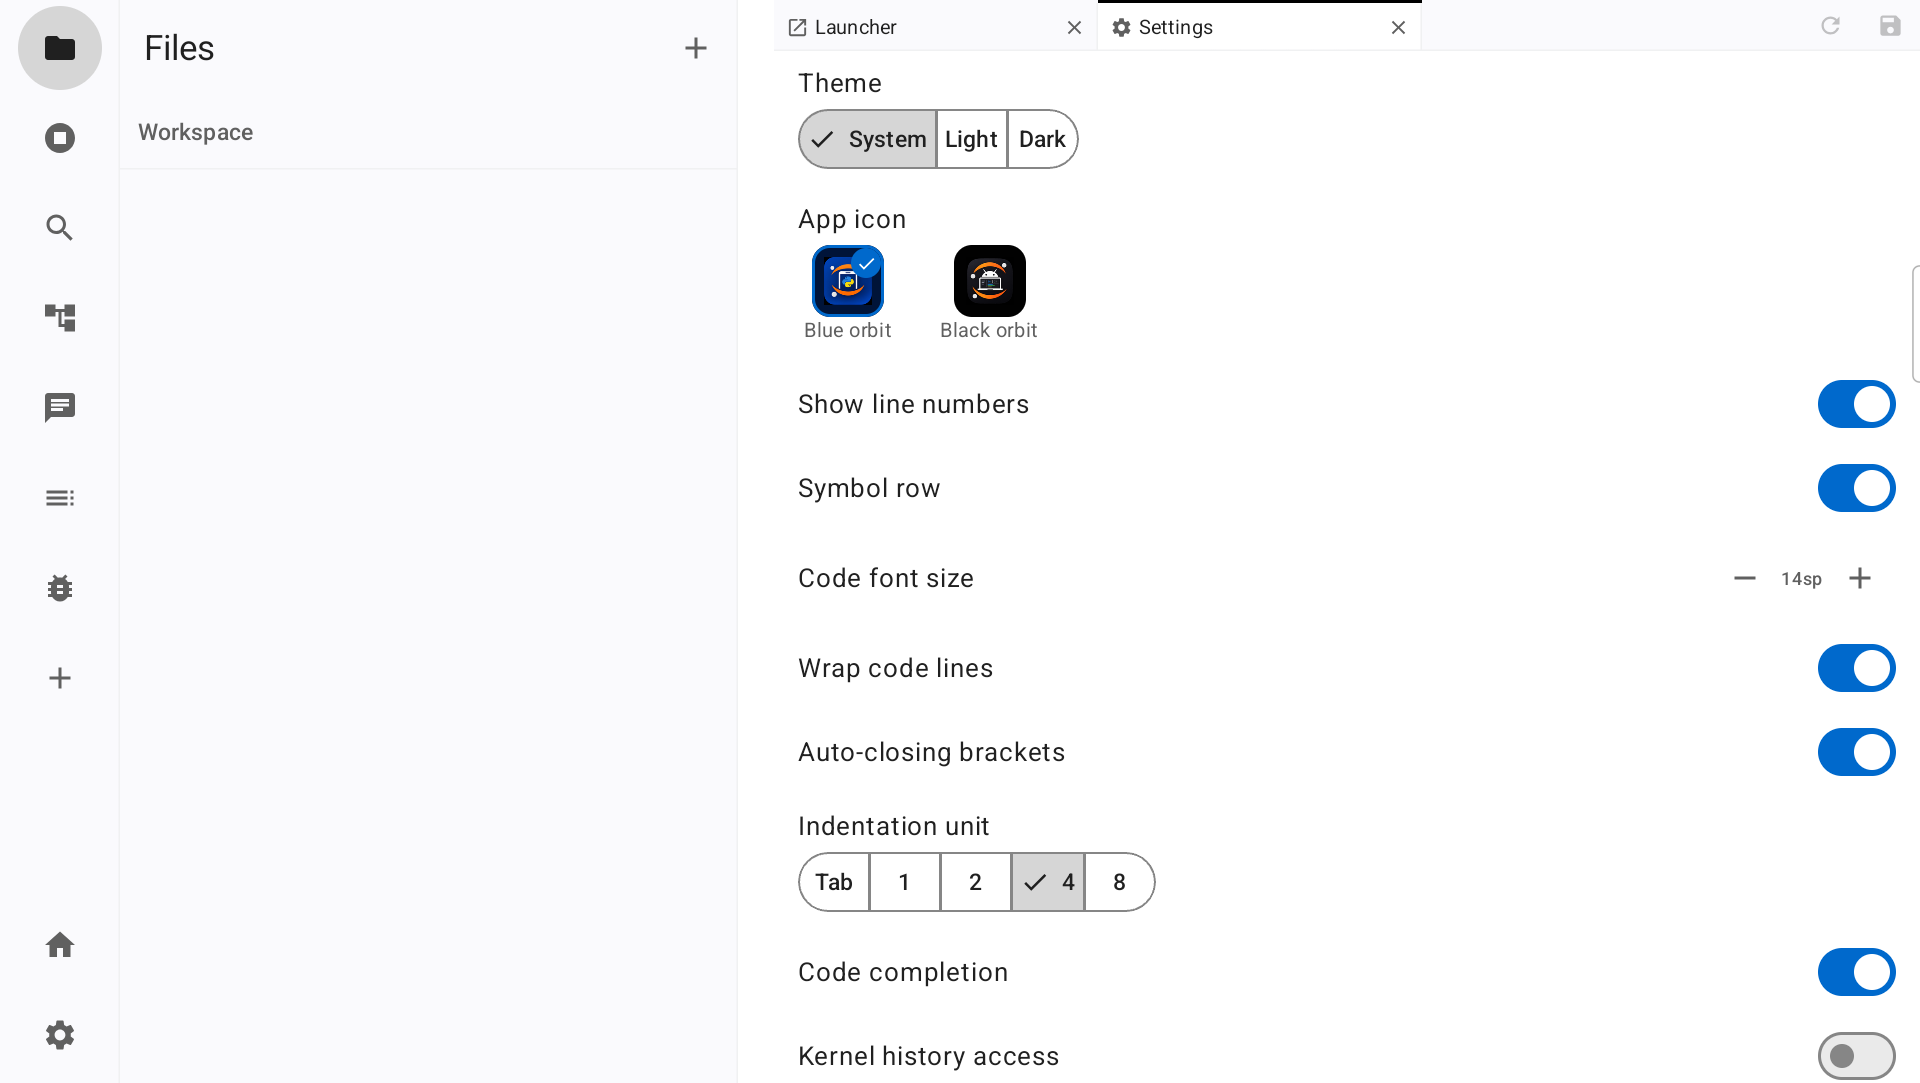 Files
Workspace
Launcher
Settings
Theme
System Light Dark
App icon
Blue orbit Black orbit
Show line numbers
Symbol row
Code font size 14sp
Wrap code lines
Auto-closing brackets
Indentation unit
Tab 1 2 4 8
Code completion
Kernel history access